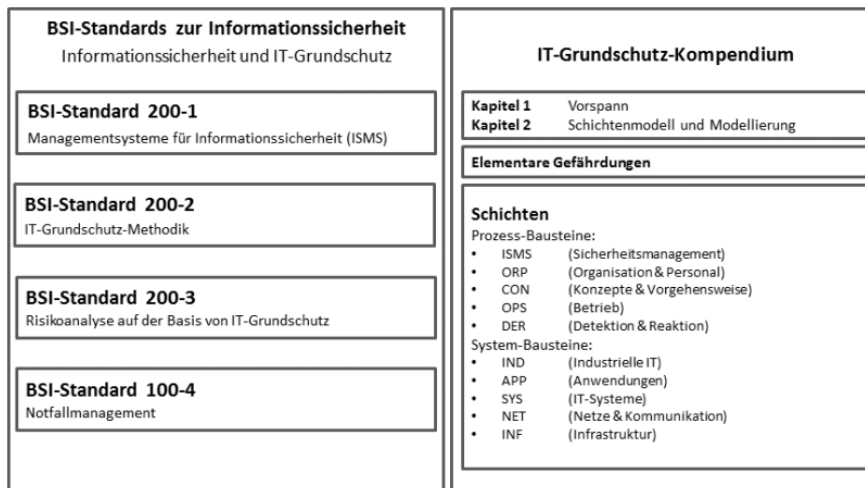 BSI-Standards zur Informationssicherheit
Informationssicherheit und IT-Grundschutz
BSI-Standard 200-1
Managementsysteme für Informationssicherheit (ISMS)
BSI-Standard 200-2
IT-Grundschutz-Methodik
BSI-Standard 200-3
Risikoanalyse auf der Basis von IT-Grundschutz
BSI-Standard 100-4
Notfallmanagement
IT-Grundschutz-Kompendium
Kapitel 1 Vorspann
Kapitel 2 Schichtenmodell und Modellierung
Elementare Gefährdungen
Schichten
Prozess-Bausteine:
• ISMS (Sicherheitsmanagement)
• ORP (Organisation & Personal)
• CON (Konzepte & Vorgehensweise)
• OPS (Betrieb)
• DER (Detektion & Reaktion)
System-Bausteine:
• IND (Industrielle IT)
• APP (Anwendungen)
• SYS (IT-Systeme)
• NET (Netze & Kommunikation)
• INF (Infrastruktur)